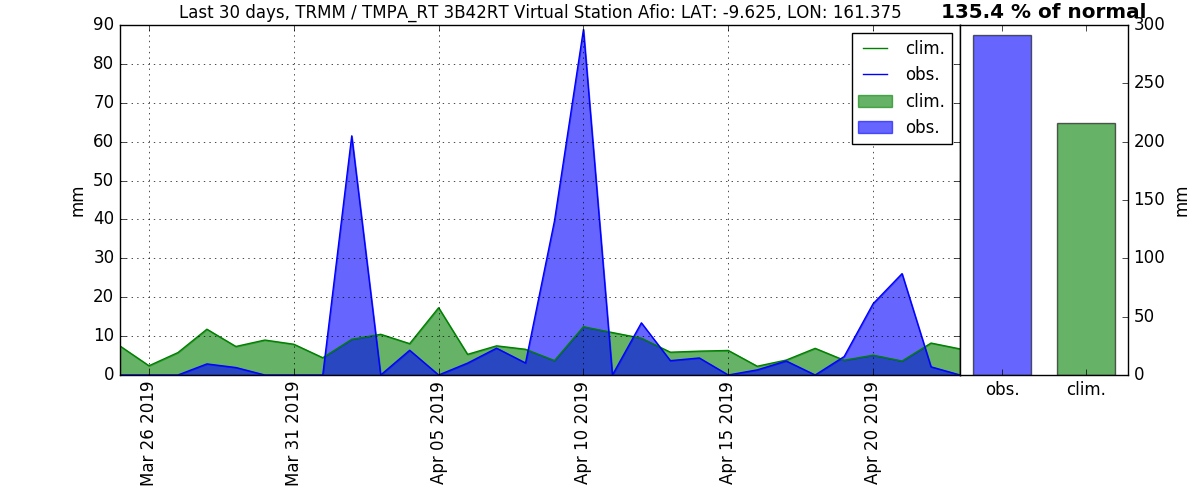 Last 30 days, TRMM / TMPA_RT 3B42RT Virtual Station Afio: LAT: -9.625, LON: 161.375
135.4 % of normal
90
80
70
60
50
40
30
20
10
0
mm
clim.
obs.
clim.
obs.
Mar 26 2019
Mar 31 2019
Apr 05 2019
Apr 10 2019
Apr 15 2019
Apr 20 2019
300
250
200
150
100
50
0
mm
obs.
clim.